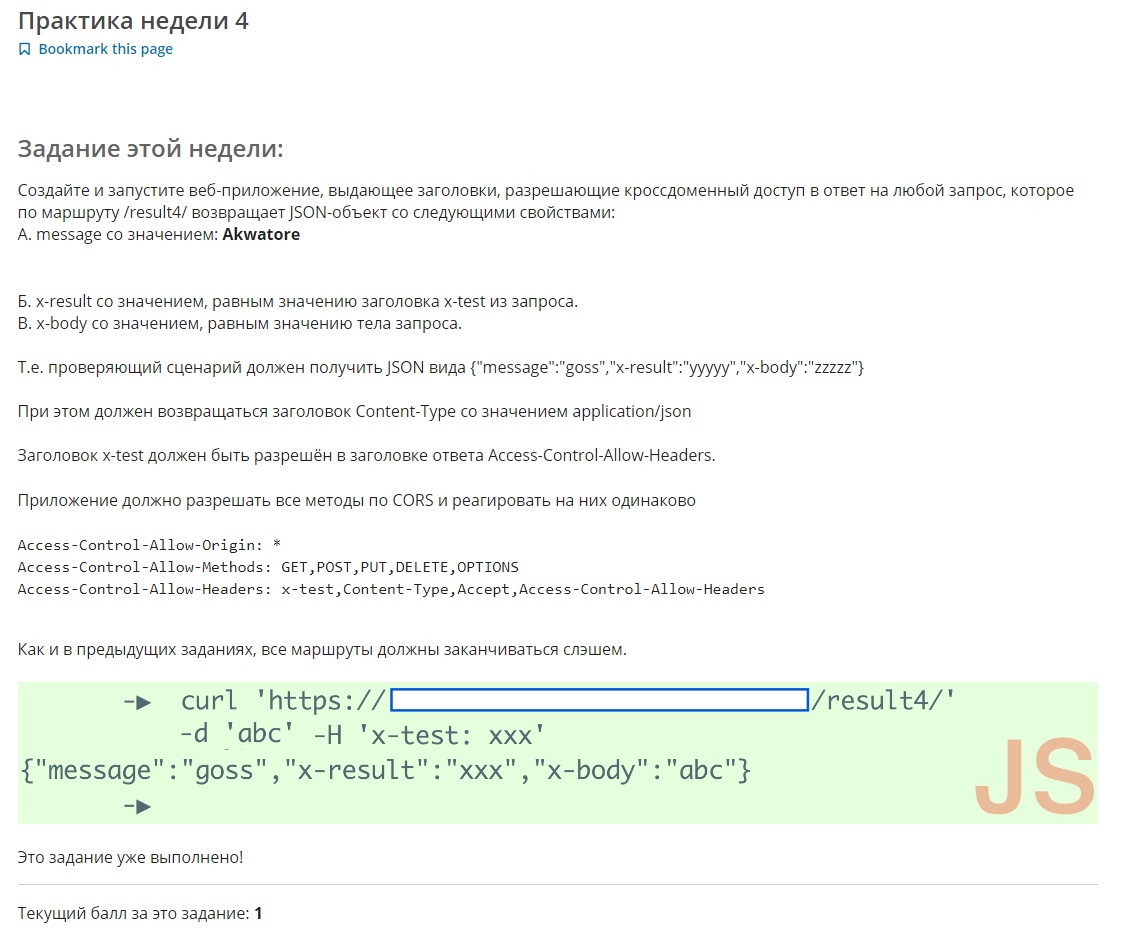 Практика недели 4
Bookmark this page
Задание этой недели:
Создайте и запустите веб-приложение, выдающее заголовки, разрешающие кроссдоменный доступ в ответ на любой запрос, которое
по маршруту /result4/ возвращает JSON-объект со следующими свойствами:
А. message со значением: Akwatore
Б. x-result со значением, равным значению заголовка x-test из запроса.
В. x-body со значением, равным значению тела запроса.
Т.е. проверяющий сценарий должен получить JSON вида {"message":"goss","x-result":"yyyyy","x-body":"zzzzz"}
При этом должен возвращаться заголовок Content-Type со значением application/json
Заголовок x-test должен быть разрешён в заголовке ответа Access-Control-Allow-Headers.
Приложение должно разрешать все методы по CORS и реагировать на них одинаково
Access-Control-Allow-Origin: *
Access-Control-Allow-Methods: GET,POST,PUT,DELETE,OPTIONS
Access-Control-Allow-Headers: x-test,Content-Type,Accept,Access-Control-Allow-Headers
Как и в предыдущих заданиях, все маршруты должны заканчиваться слэшем.
-▶ curl 'https:// /result4/'
-d 'abc' -H 'x-test: xxx'
{"message":"goss","x-result":"xxx","x-body":"abc"}
-▶
JS
Это задание уже выполнено!
Текущий балл за это задание: 1